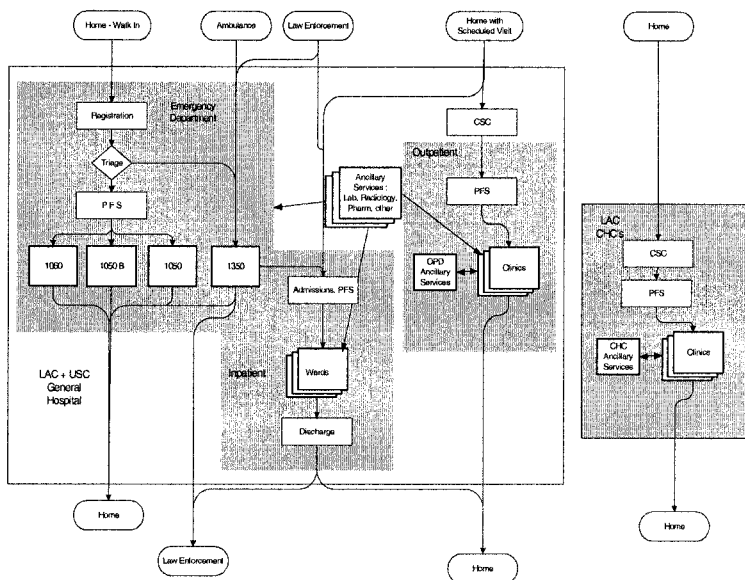 Home - Walk In
Ambulance
Law Enforcement
Home with
Scheduled Visit
Home
Registration
Emergency
Department
Triage
P F S
1060
1050 B
1050
1350
Ancillary
Services :
Lab, Radiology,
Pharm, other
CSC
Outpatient
PFS
OPD
Ancillary
Services
Clinics
Admissions, PFS
Inpatient
Wards
Discharge
LAC + USC
General
Hospital
LAC
CHC's
CSC
PFS
CHC
Ancillary
Services
Clinics
Home
Law Enforcement
Home
Home